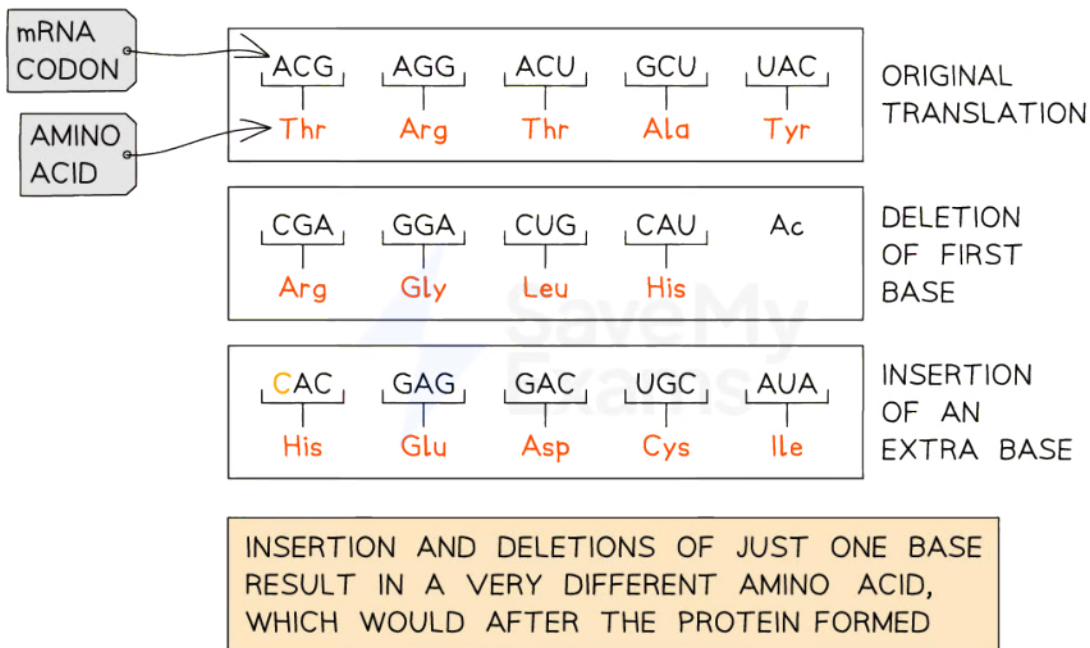 mRNA
CODON
ACG AGG ACU GCU UAC
Thr Arg Thr Ala Tyr
AMINO
ACID
ORIGINAL
TRANSLATION
CGA GGA CUG CAU Ac
Arg Gly Leu His
DELETION
OF FIRST
BASE
SaveMy
Exams
CAC GAG GAC UGC AUA
His Glu Asp Cys Ile
INSERTION
OF AN
EXTRA BASE
INSERTION AND DELETIONS OF JUST ONE BASE
RESULT IN A VERY DIFFERENT AMINO ACID,
WHICH WOULD AFTER THE PROTEIN FORMED